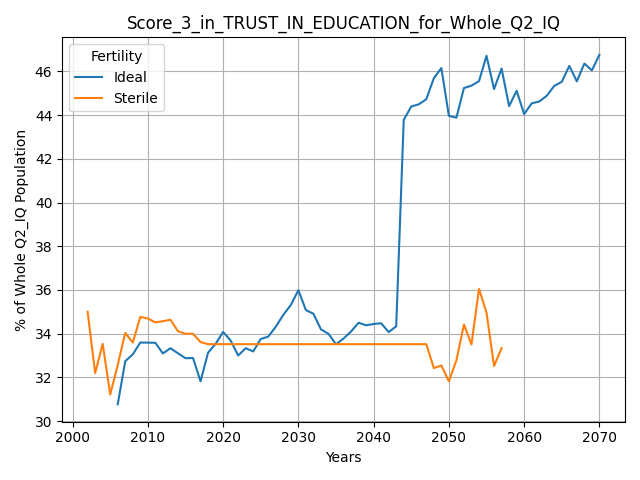 Score_3_in_TRUST_IN_EDUCATION_for_Whole_Q2_IQ
Fertility
Ideal
Sterile
% of Whole Q2_IQ Population
46
44
42
40
38
36
34
32
30
2000 2010 2020 2030 2040 2050 2060 2070
Years